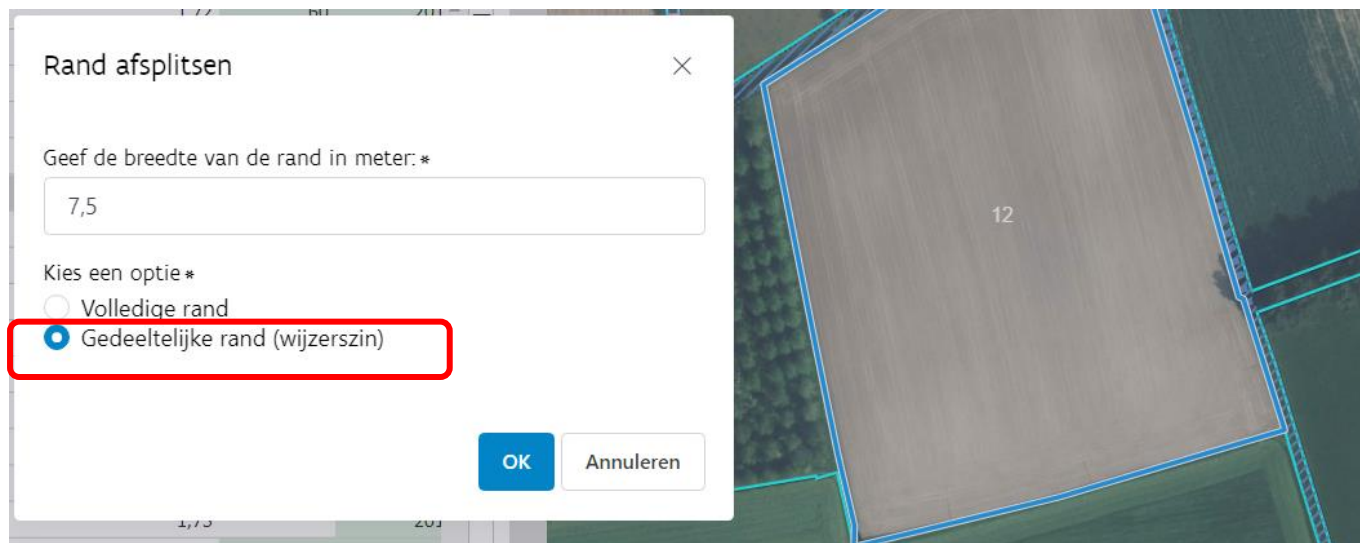 Rand afsplitsen
Geef de breedte van de rand in meter: *
7,5
Kies een optie *
Volledige rand
Gedeeltelijke rand (wijzerszin)
OK Annuleren
12